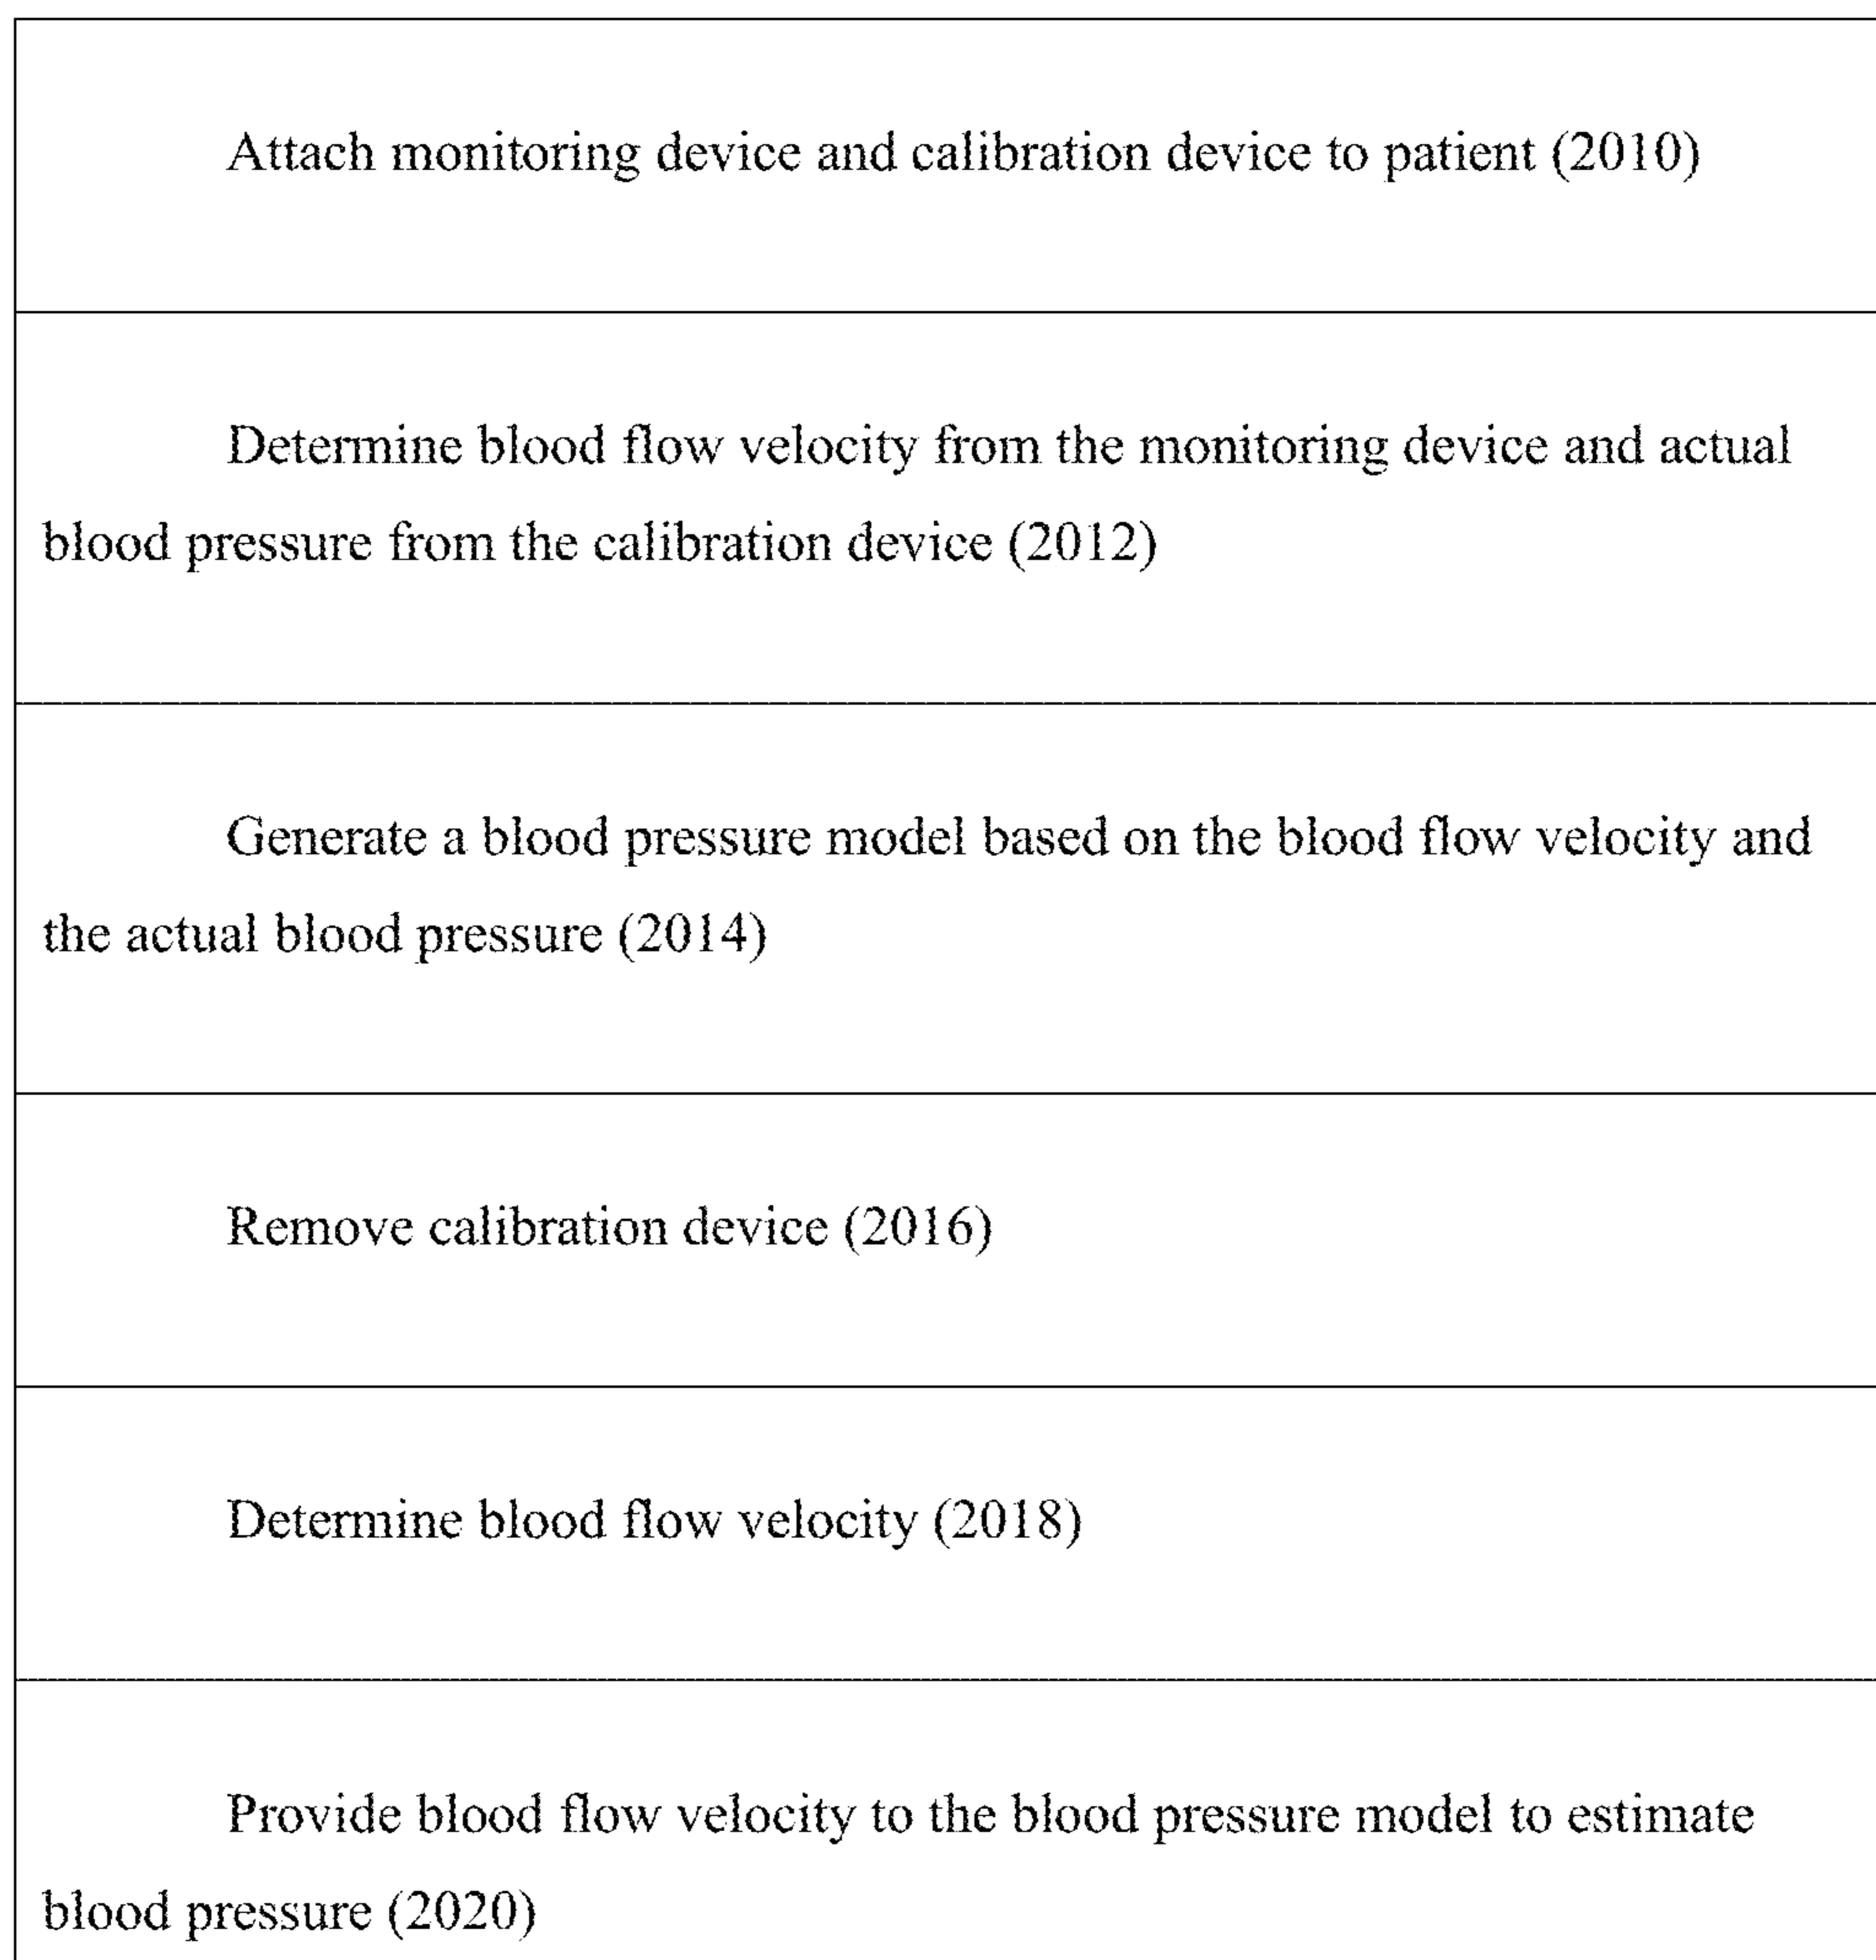 Attach monitoring device and calibration device to patient (2010)
Determine blood flow velocity from the monitoring device and actual
blood pressure from the calibration device (2012)
Generate a blood pressure model based on the blood flow velocity and
the actual blood pressure (2014)
Remove calibration device (2016)
Determine blood flow velocity (2018)
Provide blood flow velocity to the blood pressure model to estimate
blood pressure (2020)